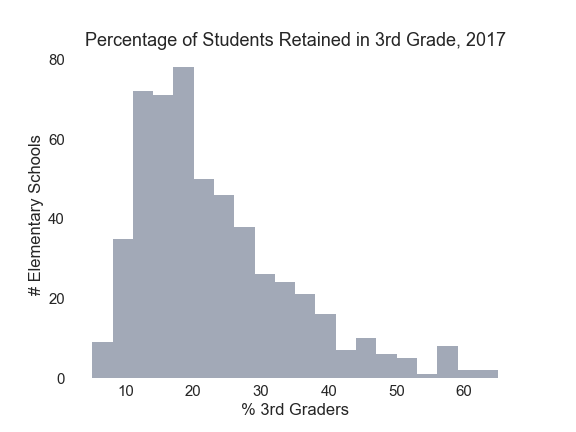 Percentage of Students Retained in 3rd Grade, 2017
80
60
40
20
0
# Elementary Schools
10 20 30 40 50 60
% 3rd Graders